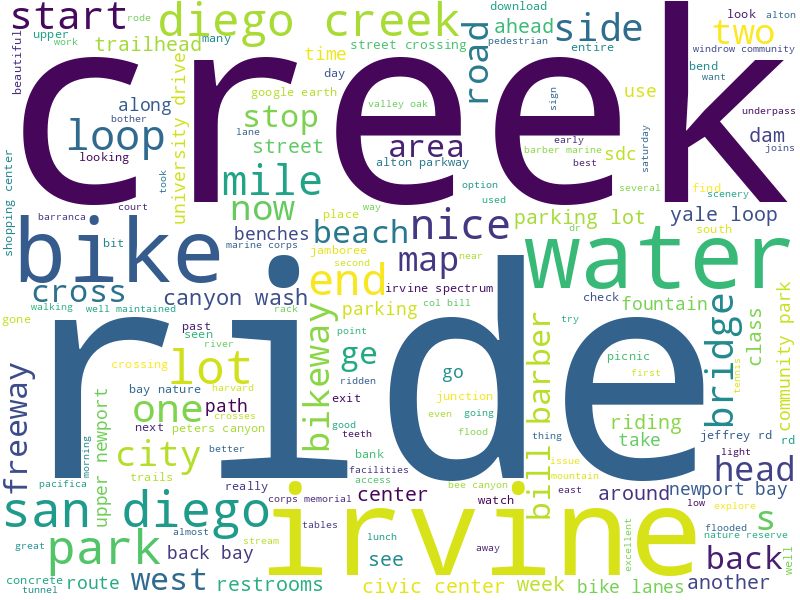 start
rode
diego creek
download
look
alton
upper
work
many
ahead
side
two
beautiful
trailhead
time
street crossing
pedestrian
entire
windrow community
creek
day
road
bend
want
google earth
university drive
along
bother
loop
looking
stop
valley oak
lane
sign
use
underpass
street
area
early
barber marine
best
saturday
sdc
dam
joins
shopping center
took
mile
alton parkway
option
used
several
find
scenery
court
barranca
now
place
way
parking lot
yale loop
bike
bit
marine corps
benches
beach
nice
dr
south
water
jamboree
second
map
near
cross
canyon wash
end
irvine spectrum
check
community park
walking
well maintained
rack
parking
col bill
fountain
gone
past
seen
river
bikeway
point
try
bridge
class
ride
crossing
ge
picnic
freeway
lot
bay nature
harvard
ridden
go
first
tennis
one
path
exit
junction
bill barber
crosses
even
going
riding
next
peters canyon
good
teeth
flood
thing
take
jeffrey rd
rd
morning
city
better
bank
issue
light
upper newport
trails
facilities
access
bee canyon
mountain
head
pacifica
really
east
newport bay
san diego
corps memorial
center
watch
around
low
explore
irvine
almost
tables
s
flooded
great
park
stream
lunch
away
excellent
nature reserve
back bay
see
back
well
concrete
tunnel
route
west
restrooms
civic center
week
bike lanes
another